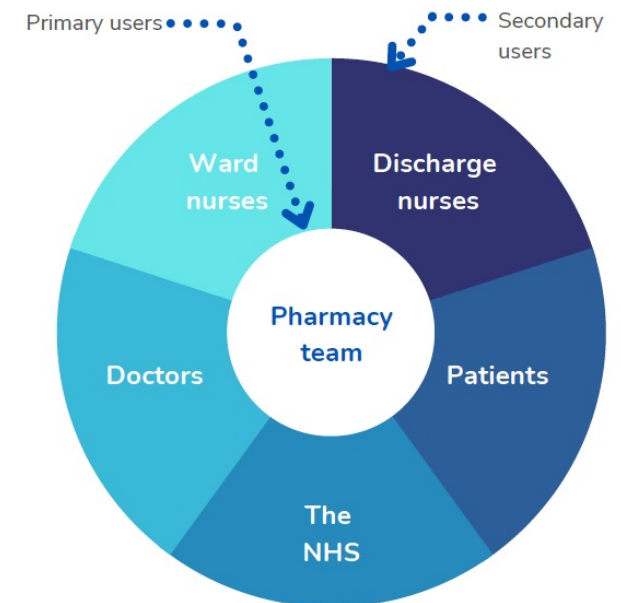 Primary users
Secondary
users
Ward
nurses
Discharge
nurses
Pharmacy
team
Doctors
Patients
The
NHS